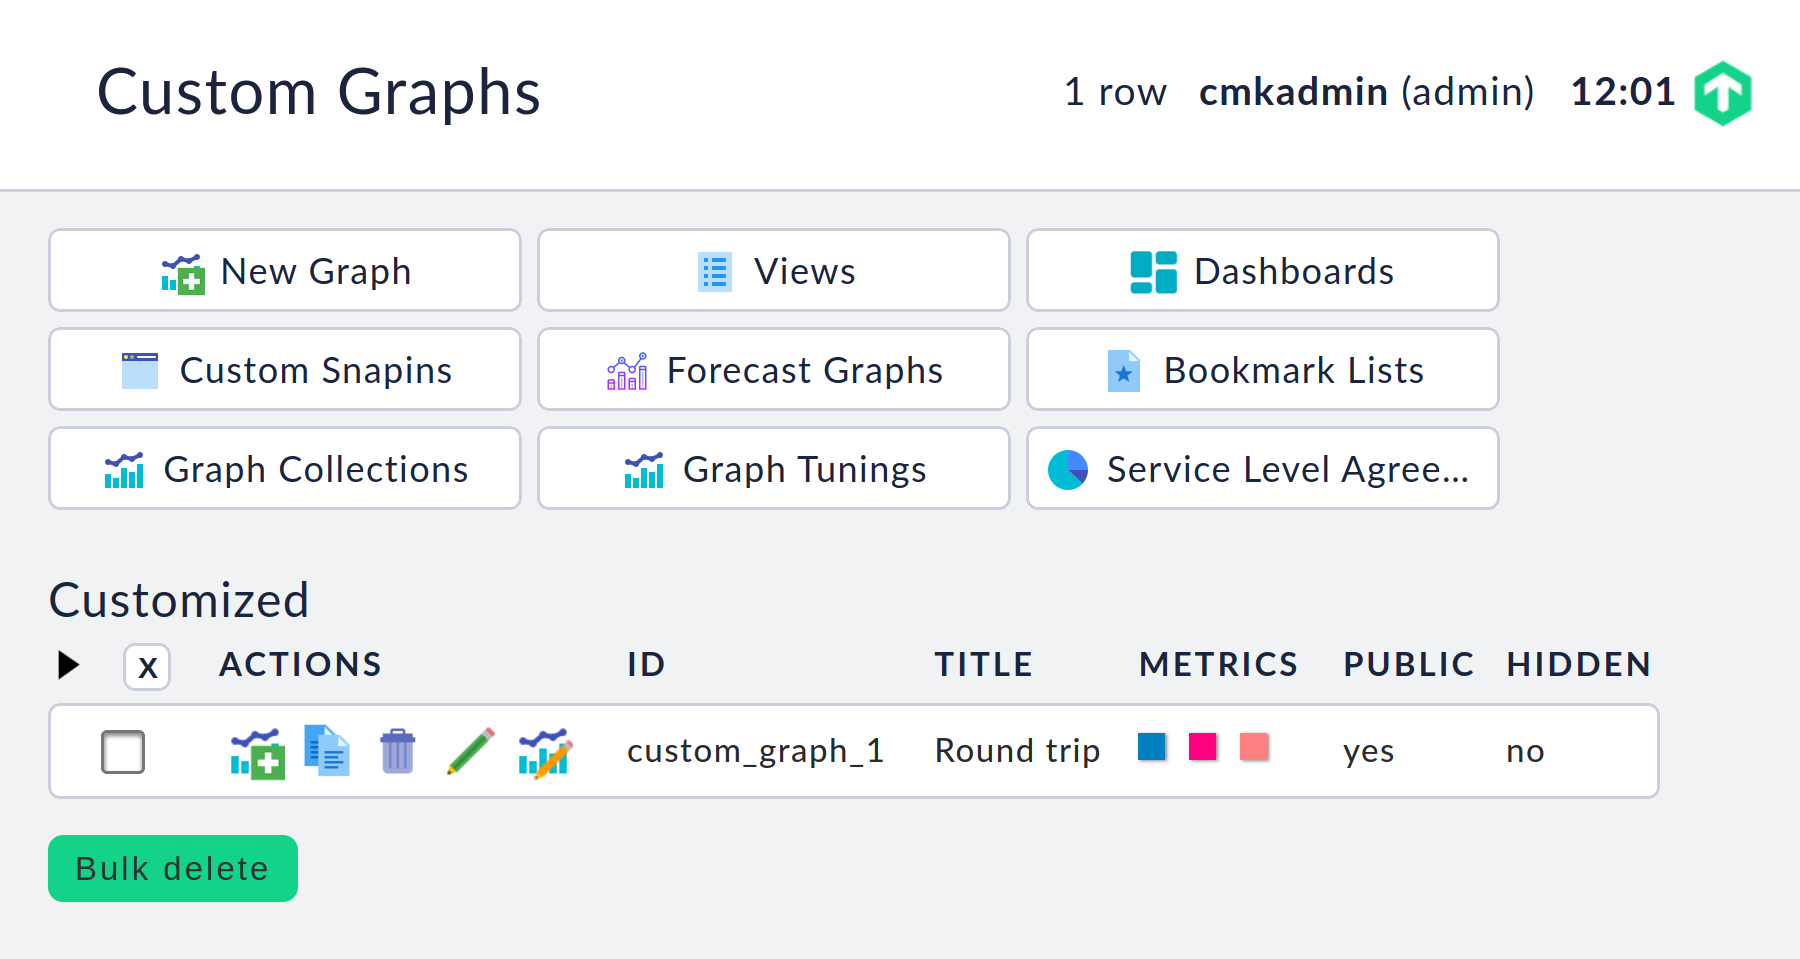 Custom Graphs
1 row cmkadmin (admin) 12:01
New Graph Views Dashboards
Custom Snapins Forecast Graphs Bookmark Lists
Graph Collections Graph Tunings Service Level Agree...
Customized
X ACTIONS ID TITLE METRICS PUBLIC HIDDEN
custom_graph_1 Round trip yes no
Bulk delete